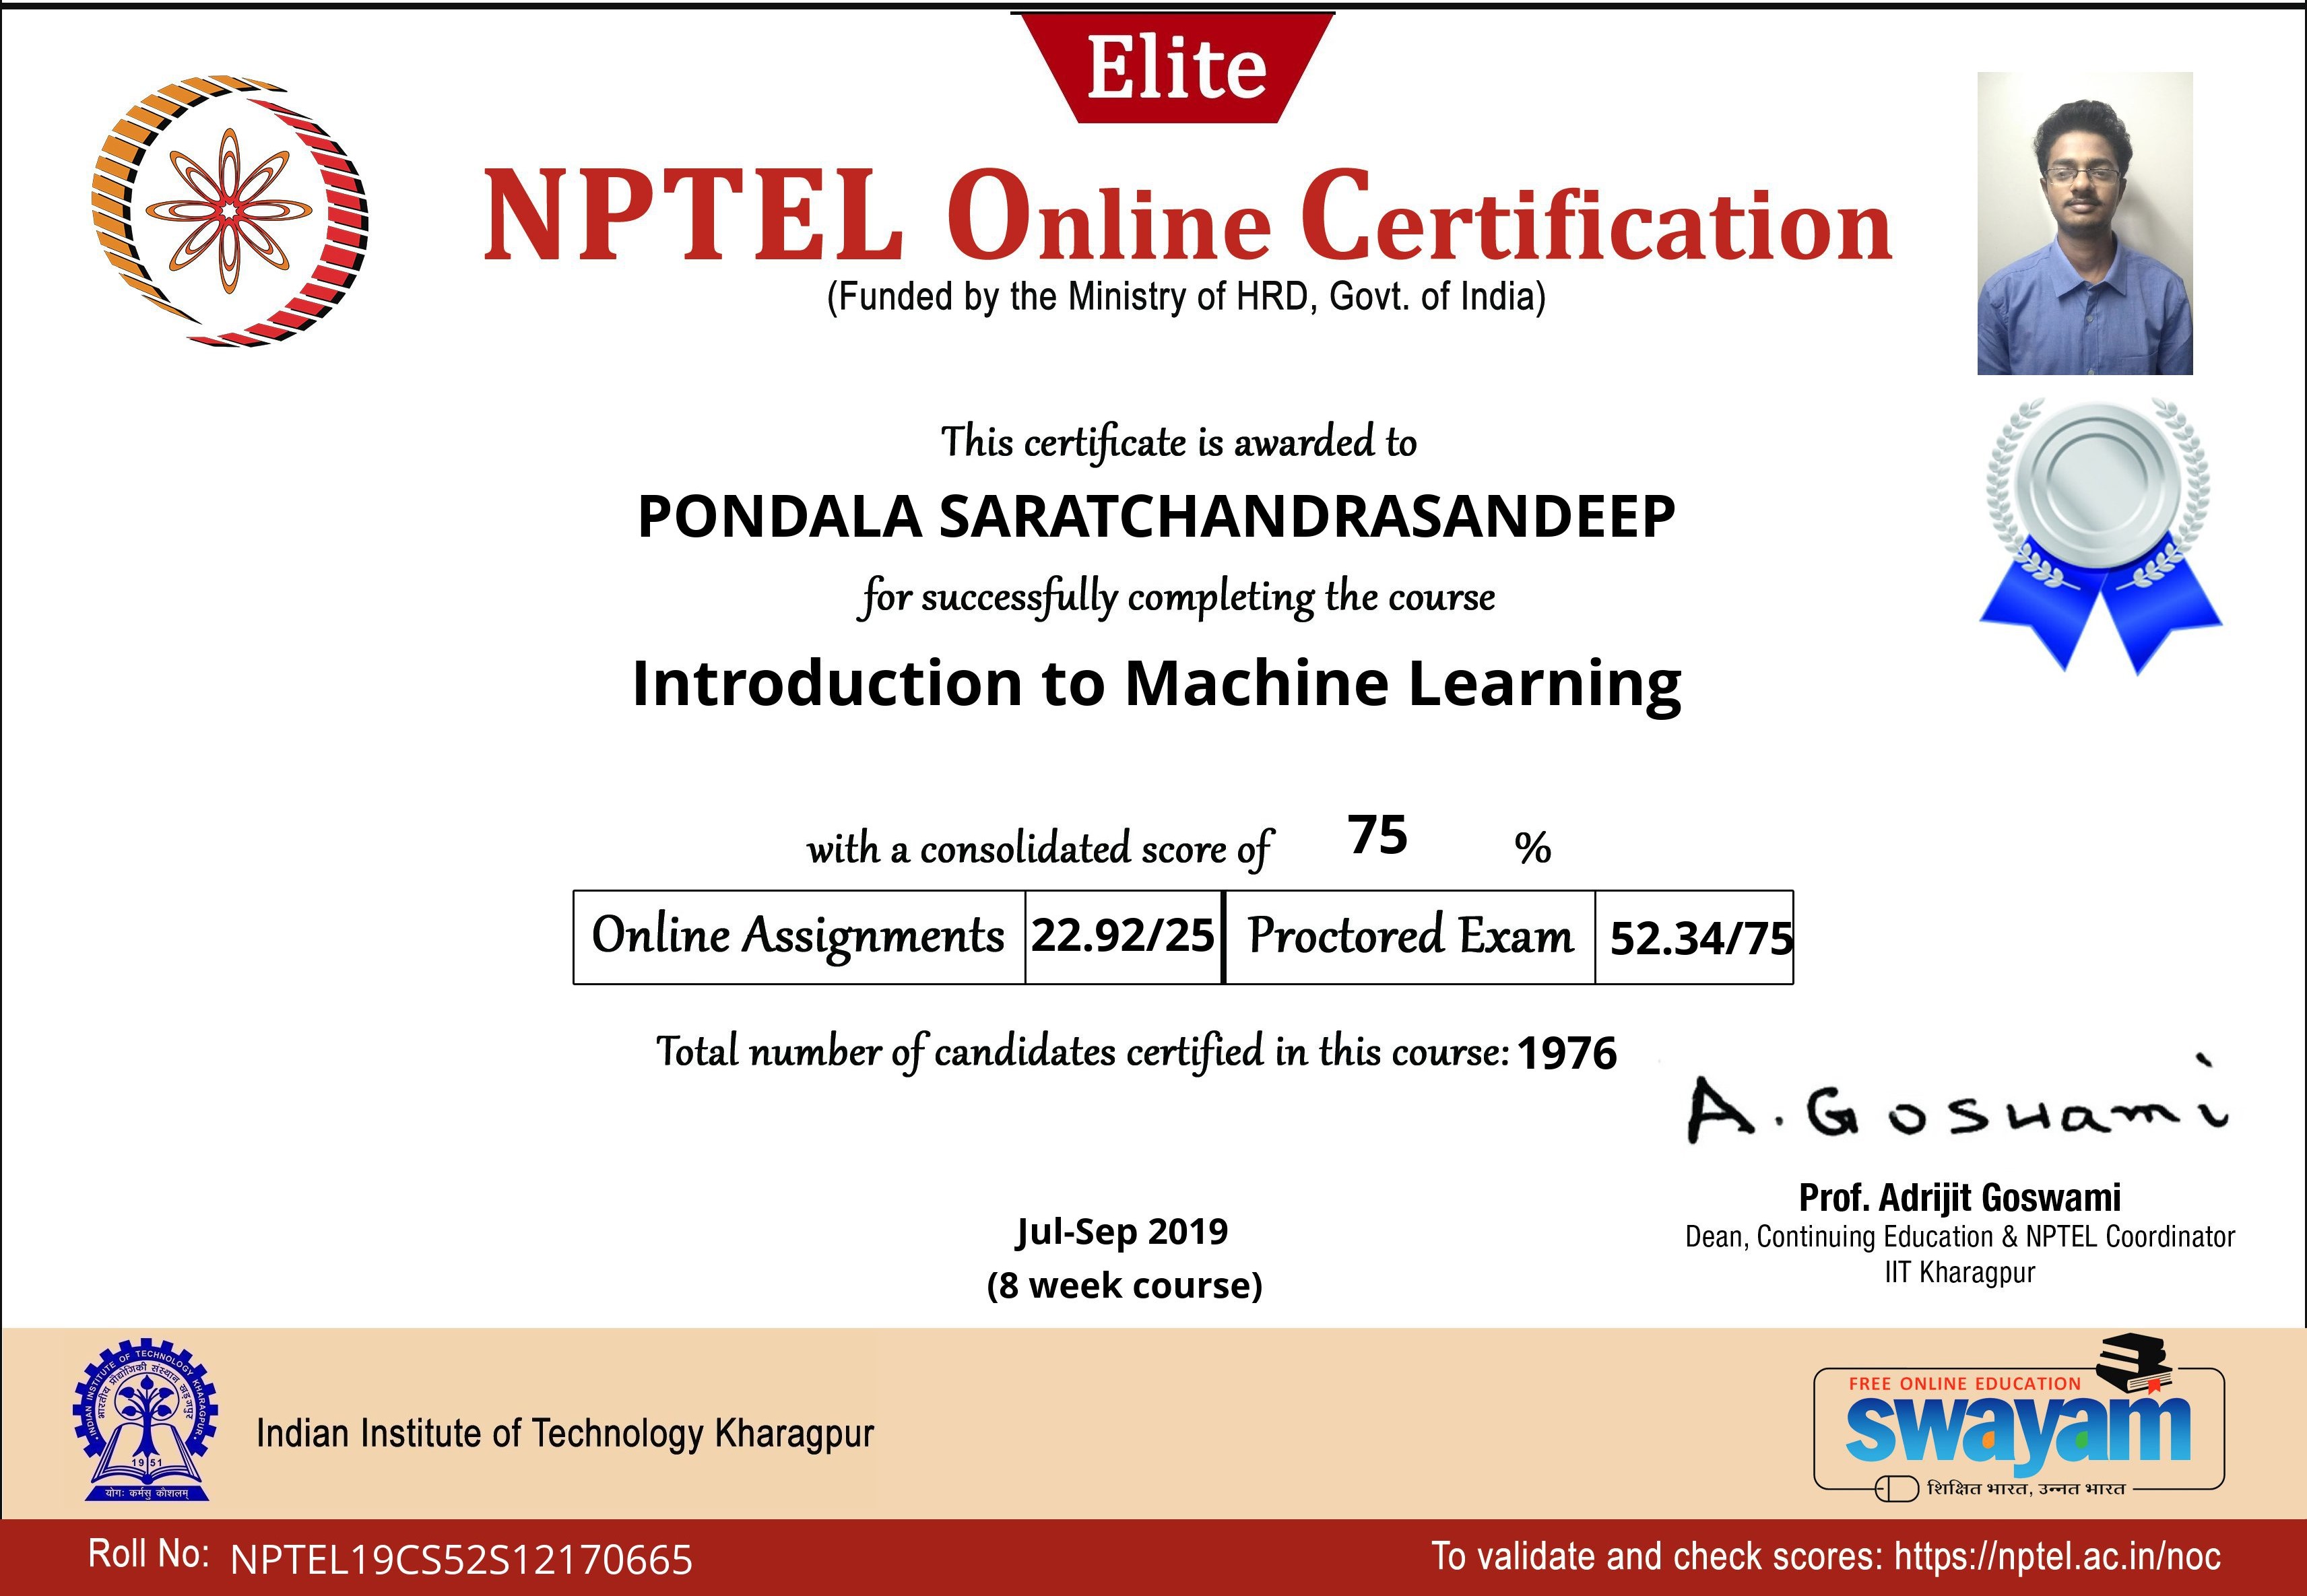 Elite
NPTEL Online Certification
(Funded by the Ministry of HRD, Govt. of India)
This certificate is awarded to
PONDALA SARATCHANDRASANDEEP
for successfully completing the course
Introduction to Machine Learning
with a consolidated score of 75 %
Online Assignments 22.92/25 Proctored Exam 52.34/75
Total number of candidates certified in this course: 1976
A. Goswami
Prof. Adrijit Goswami
Dean, Continuing Education & NPTEL Coordinator
IIT Kharagpur
Jul-Sep 2019
(8 week course)
INDIAN INSTITUTE OF TECHNOLOGY KHARAGPUR
भारतीय प्रौद्योगिकी संस्थान खड़गपुर
1951
योगः कर्मसु कौशलम्
Indian Institute of Technology Kharagpur
FREE ONLINE EDUCATION
swayam
शिक्षित भारत, उन्नत भारत
Roll No: NPTEL19CS52S12170665
To validate and check scores: https://nptel.ac.in/noc